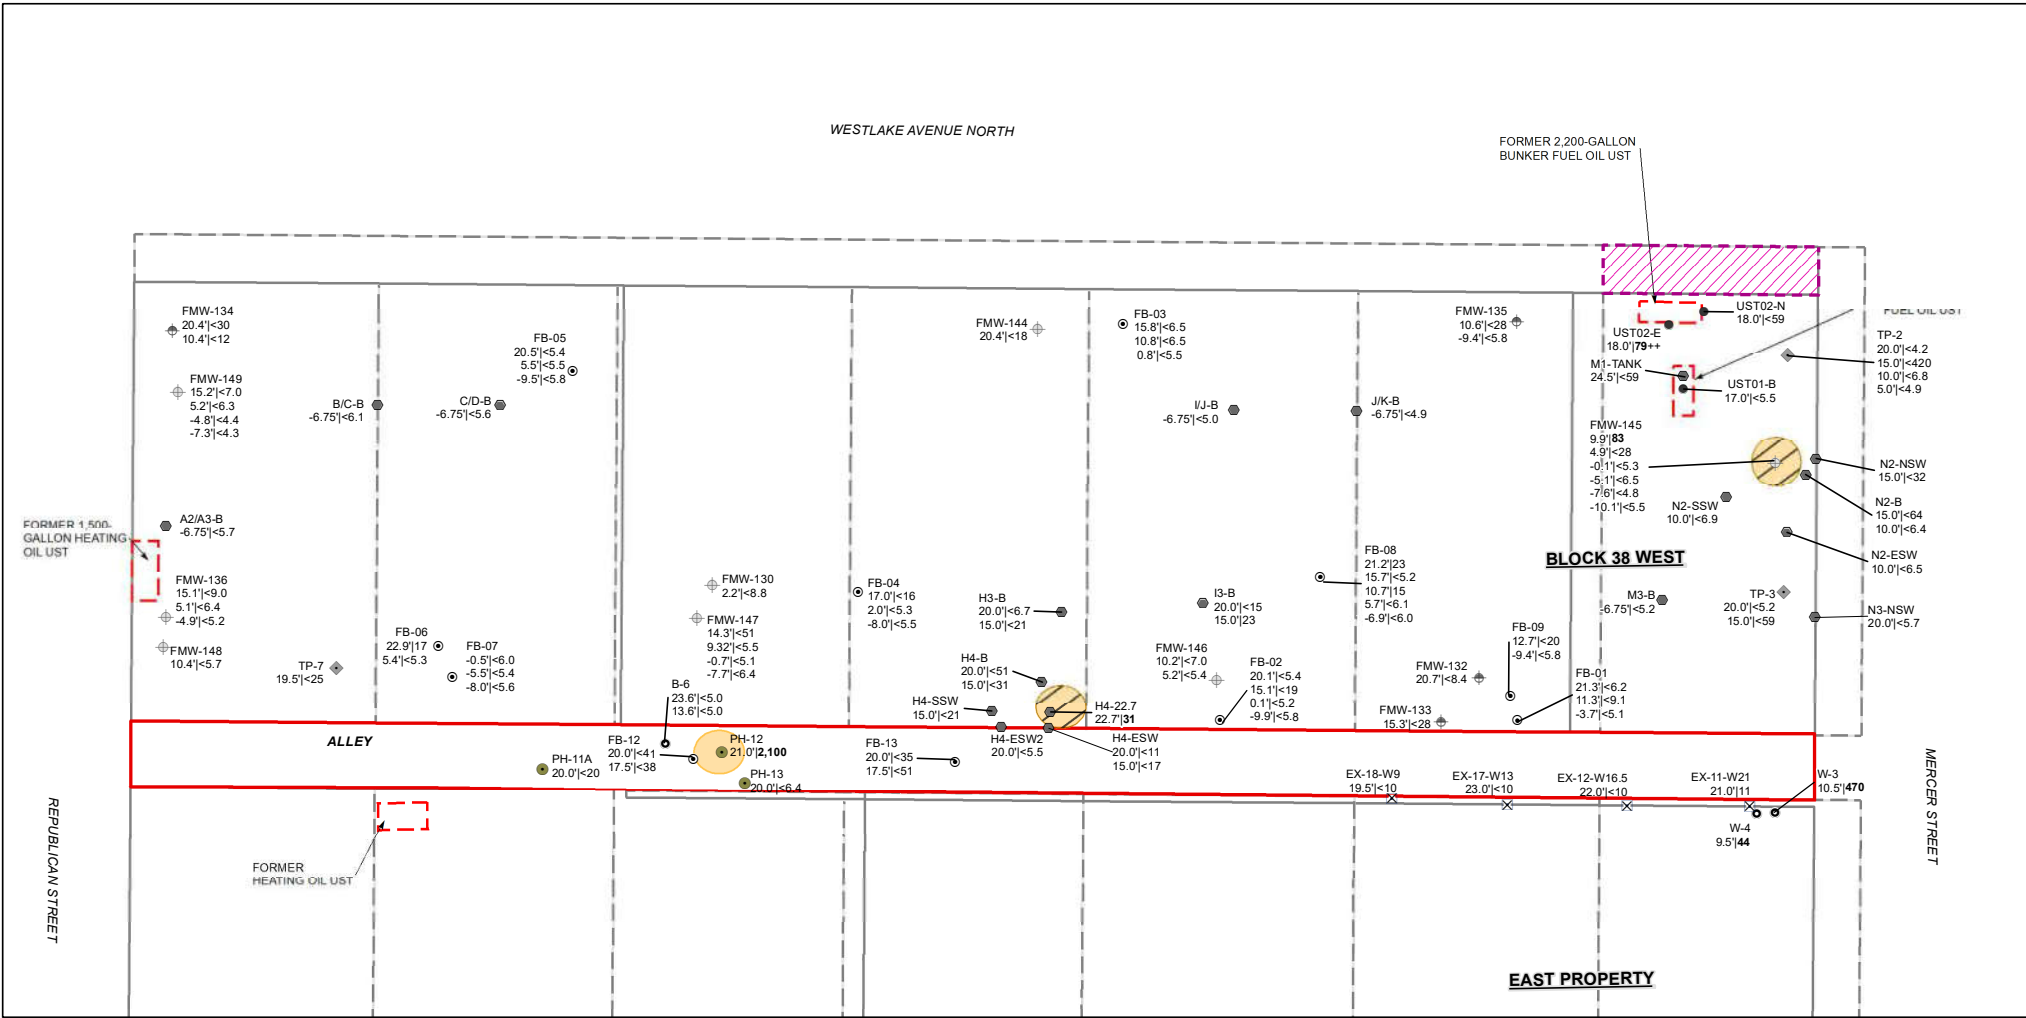 WESTLAKE AVENUE NORTH
FORMER 2,200-GALLON
BUNKER FUEL OIL UST
FMW-134
20.4'|<30
10.4'|<12
FMW-149
15.2'|<7.0
5.2'|<6.3
-4.8'|<4.4
-7.3'|<4.3
B/C-B
-6.75'|<6.1
C/D-B
-6.75'|<5.6
FB-05
20.5'|<5.4
5.5'|<5.5
-9.5'|<5.8
FMW-144
20.4'|<18
FB-03
15.8'|<6.5
10.8'|<6.5
0.8'|<5.5
I/J-B
-6.75'|<5.0
J/K-B
-6.75'|<4.9
FMW-135
10.6'|<28
-9.4'|<5.8
UST02-N
18.0'|<59
UST02-E
18.0'|79++
FUEL OIL UST
M1-TANK
24.5'|<59
UST01-B
17.0'|<5.5
TP-2
20.0'|<4.2
15.0'|<420
10.0'|<6.8
5.0'|<4.9
FMW-145
9.9'|83
4.9'|<28
-0.1'|<5.3
-5.1'|<6.5
-7.6'|<4.8
-10.1'|<5.5
N2-NSW
15.0'|<32
N2-SSW
10.0'|<6.9
N2-B
15.0'|<64
10.0'|<6.4
N2-ESW
10.0'|<6.5
BLOCK 38 WEST
M3-B
-6.75'|<5.2
TP-3
20.0'|<5.2
15.0'|<59
N3-NSW
20.0'|<5.7
A2/A3-B
-6.75'|<5.7
FORMER 1,500-
GALLON HEATING
OIL UST
FMW-136
15.1'|<9.0
5.1'|<6.4
-4.9'|<5.2
FMW-148
10.4'|<5.7
TP-7
19.5'|<25
FB-06
22.9'|17
5.4'|<5.3
FB-07
-0.5'|<6.0
-5.5'|<5.4
-8.0'|<5.6
FMW-130
2.2'|<8.8
FMW-147
14.3'|<51
9.32'|<5.5
-0.7'|<5.1
-7.7'|<6.4
B-6
23.6'|<5.0
13.6'|<5.0
FB-04
17.0'|<16
2.0'|<5.3
-8.0'|<5.5
H3-B
20.0'|<6.7
15.0'|<21
H4-B
20.0'|<51
15.0'|<31
H4-SSW
15.0'|<21
H4-22.7
22.7'|31
H4-ESW2
20.0'|<5.5
H4-ESW
20.0'|<11
15.0'|<17
I3-B
20.0'|<15
15.0'|23
FMW-146
10.2'|<7.0
5.2'|<5.4
FB-02
20.1'|<5.4
15.1'|<19
0.1'|<5.2
-9.9'|<5.8
FB-08
21.2'|23
15.7'|<5.2
10.7'|15
5.7'|<6.1
-6.9'|<6.0
FMW-132
20.7'|<8.4
FMW-133
15.3'|<28
FB-09
12.7'|<20
-9.4'|<5.8
FB-01
21.3'|<6.2
11.3'|<9.1
-3.7'|<5.1
ALLEY
PH-11A
20.0'|<20
FB-12
20.0'|<41
17.5'|<38
PH-12
21.0'|2,100
PH-13
20.0'|<6.4
FB-13
20.0'|<35
17.5'|<51
EX-18-W9
19.5'|<10
EX-17-W13
23.0'|<10
EX-12-W16.5
22.0'|<10
EX-11-W21
21.0'|11
W-3
10.5'|470
W-4
9.5'|44
REPUBLICAN STREET
MERCER STREET
FORMER
HEATING OIL UST
EAST PROPERTY